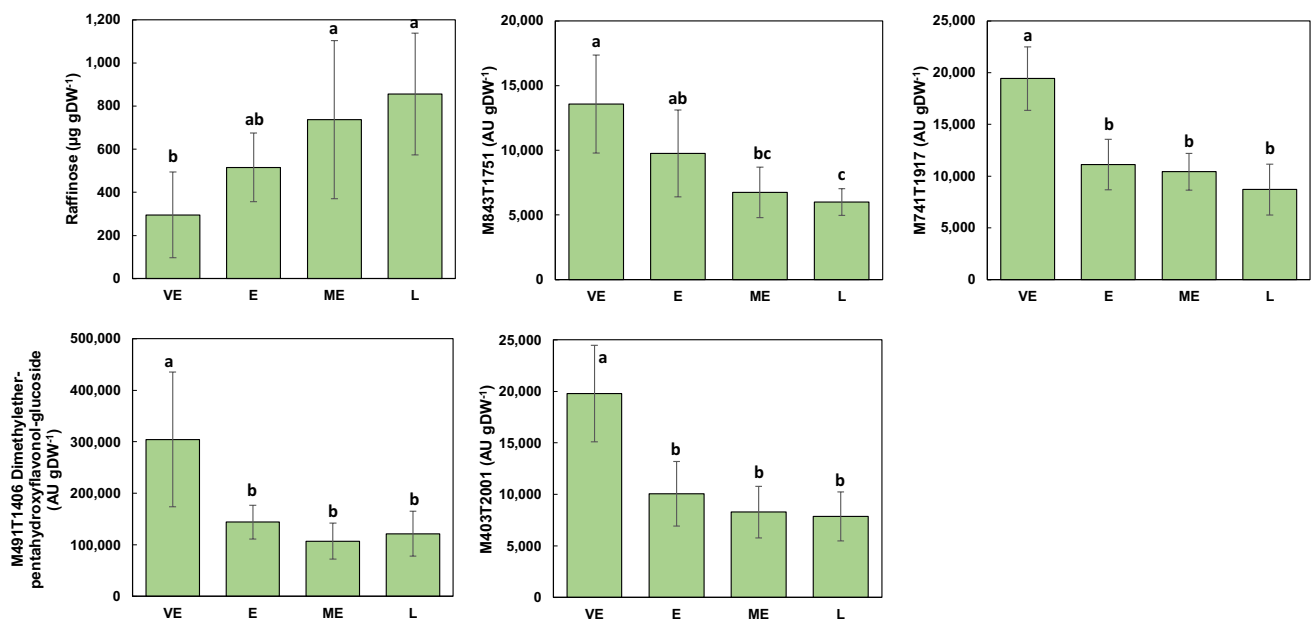 Raffinose (µg gDW⁻¹)
1,200
1,000
800
600
400
200
0
b
ab
a
a
VE E ME L
M843T1751 (AU gDW⁻¹)
20,000
15,000
10,000
5,000
0
a
ab
bc
c
VE E ME L
M741T1917 (AU gDW⁻¹)
25,000
20,000
15,000
10,000
5,000
0
a
b
b
b
VE E ME L
M491T1406 Dimethylether-
pentahydroxyflavonol-glucoside
(AU gDW⁻¹)
500,000
400,000
300,000
200,000
100,000
0
a
b
b
b
VE E ME L
M403T2001 (AU gDW⁻¹)
25,000
20,000
15,000
10,000
5,000
0
a
b
b
b
VE E ME L